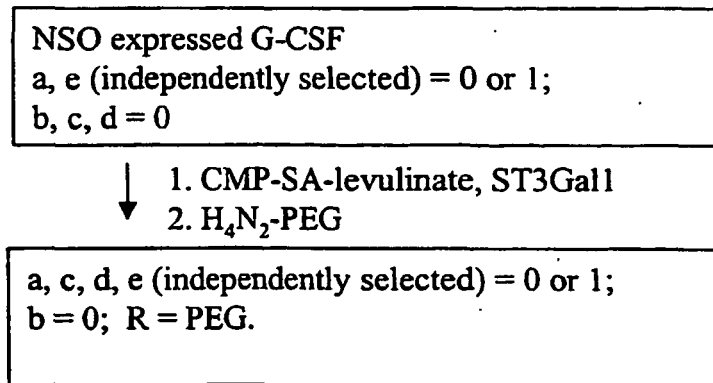 NSO expressed G-CSF
a, e (independently selected) = 0 or 1;
b, c, d = 0
1. CMP-SA-levulinate, ST3Gal1
2. H₄N₂-PEG
a, c, d, e (independently selected) = 0 or 1;
b = 0; R = PEG.